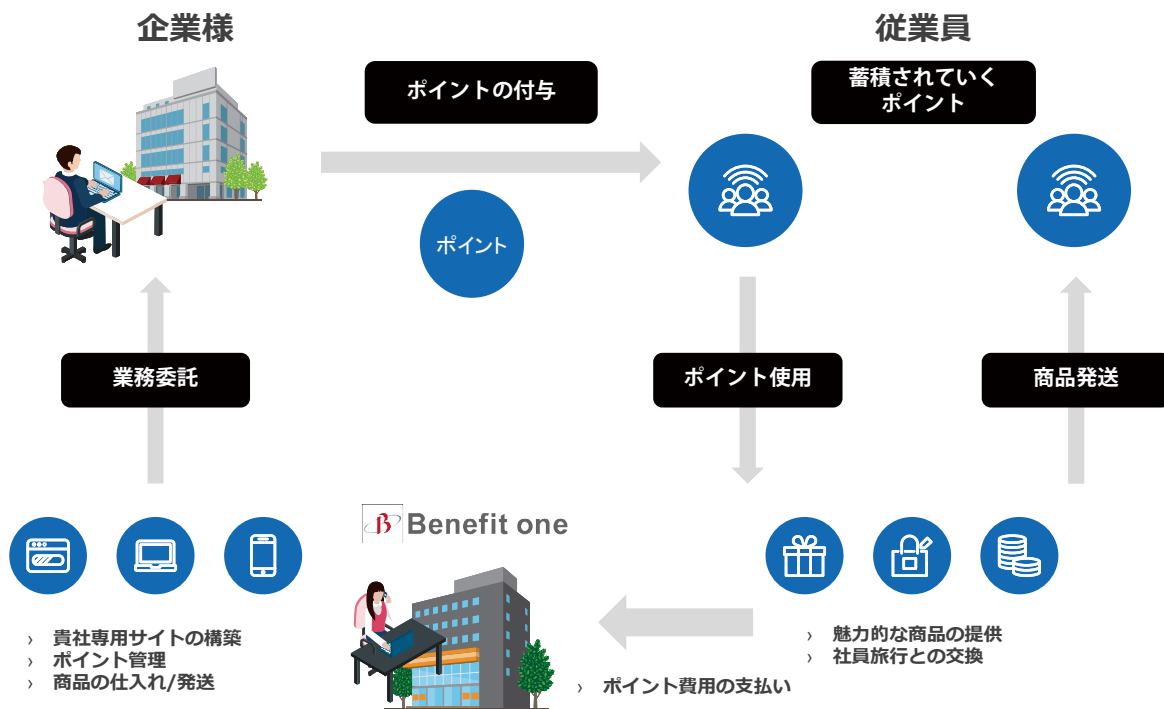 企業様
従業員
ポイントの付与
蓄積されていく
ポイント
ポイント
業務委託
ポイント使用
商品発送
B Benefit one
› 貴社専用サイトの構築
› ポイント管理
› 商品の仕入れ/発送
› 魅力的な商品の提供
› 社員旅行との交換
› ポイント費用の支払い